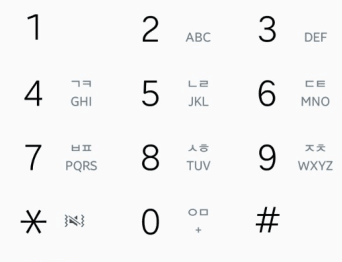 1 2 ABC 3 DEF
4 ㄱㅋ GHI 5 ㄴㄹ JKL 6 ㄷㅌ MNO
7 ㅂㅍ PQRS 8 ㅅㅎ TUV 9 ㅈㅊ WXYZ
* 0 ㅇㅁ + #